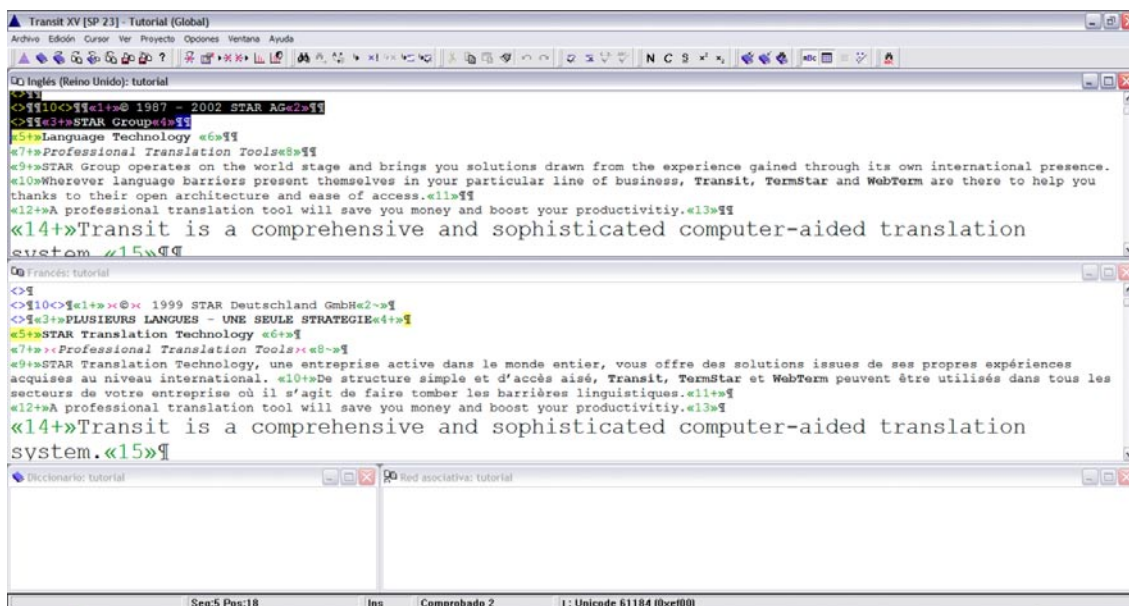 Transit XV [SP 23] - Tutorial (Global)
Archivo Edición Cursor Ver Proyecto Opciones Ventana Ayuda
N C S x² x₂ ABC
Inglés (Reino Unido): tutorial
<>¶¶
<>¶¶10<>¶¶«1+»© 1987 - 2002 STAR AG«2»¶¶
<>¶¶«3+»STAR Group«4»¶¶
«5+»Language Technology «6»¶¶
«7+»Professional Translation Tools«8»¶¶
«9+»STAR Group operates on the world stage and brings you solutions drawn from the experience gained through its own international presence.
«10»Wherever language barriers present themselves in your particular line of business, Transit, TermStar and WebTerm are there to help you
thanks to their open architecture and ease of access.«11»¶¶
«12+»A professional translation tool will save you money and boost your productivitiy.«13»¶¶
«14+»Transit is a comprehensive and sophisticated computer-aided translation
system.«15»¶¶
Francés: tutorial
<>¶
<>¶10<>¶«1+»›‹©›‹ 1999 STAR Deutschland GmbH«2~»¶
<>¶«3+»PLUSIEURS LANGUES - UNE SEULE STRATEGIE«4+»¶
«5+»STAR Translation Technology «6+»¶
«7+»›‹Professional Translation Tools›‹«8~»¶
«9+»STAR Translation Technology, une entreprise active dans le monde entier, vous offre des solutions issues de ses propres expériences
acquises au niveau international. «10+»De structure simple et d'accès aisé, Transit, TermStar et WebTerm peuvent être utilisés dans tous les
secteurs de votre entreprise où il s'agit de faire tomber les barrières linguistiques.«11+»¶
«12+»A professional translation tool will save you money and boost your productivitiy.«13»¶
«14+»Transit is a comprehensive and sophisticated computer-aided translation
system.«15»¶
Diccionario: tutorial
Red asociativa: tutorial
Seg:5 Pos:18 Ins Comprobado 2 L: Unicode 61184 (0xef00)